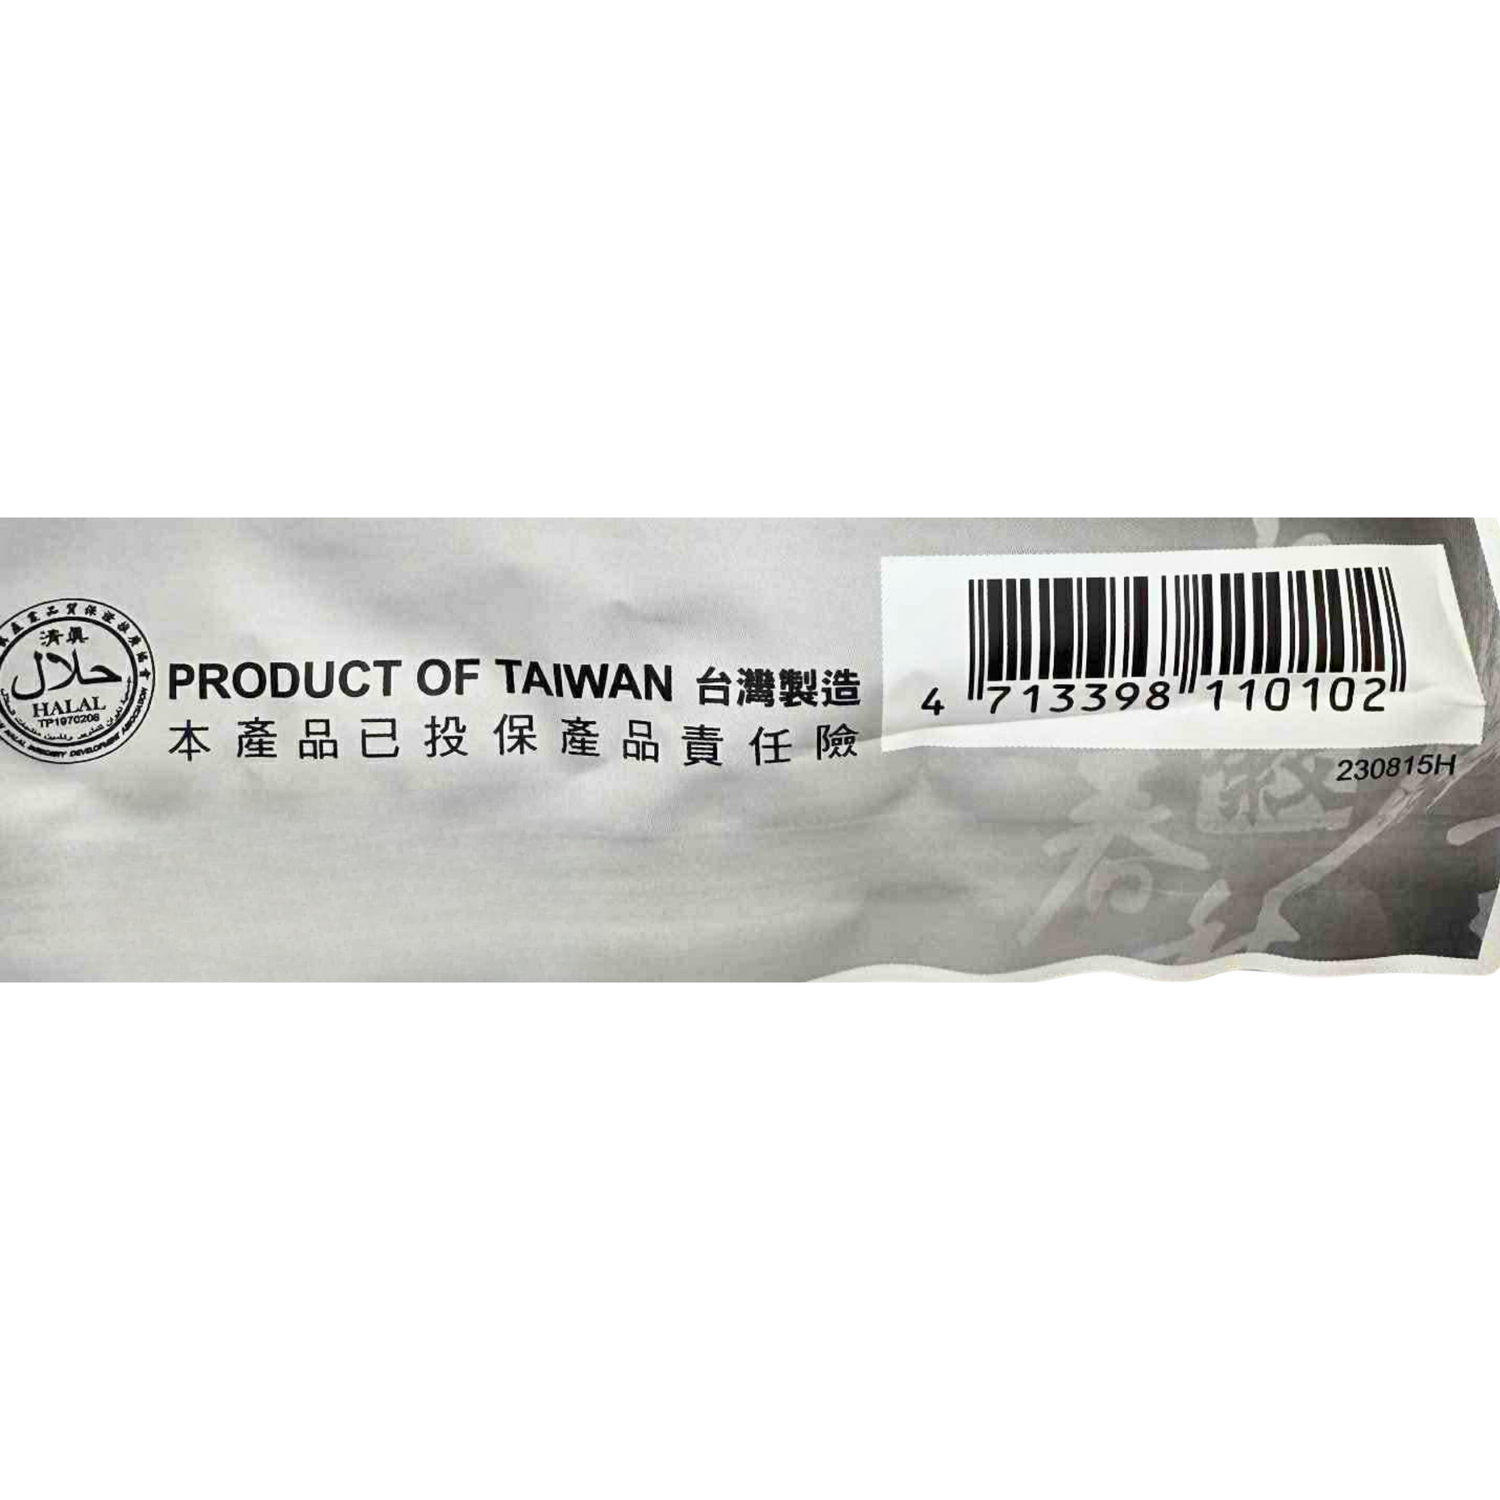 清真
حلال
HALAL
TP1970208
PRODUCT OF TAIWAN 台灣製造
本產品已投保產品責任險
4 713398 110102
230815H